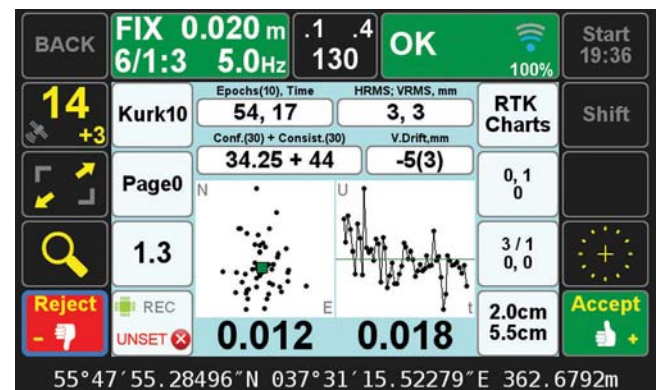 BACK
FIX 0.020 m
6/1:3 5.0Hz
.1 .4
130
OK
100%
Start
19:36
14
+3
Kurk10
Epochs(10), Time
HRMS; VRMS, mm
54, 17
3, 3
RTK
Charts
Shift
Conf.(30) + Consist.(30)
V.Drift,mm
34.25 + 44
-5(3)
Page0
0, 1
0
N
U
1.3
3 / 1
0, 0
E
t
Reject
-
REC
UNSET
0.012
0.018
2.0cm
5.5cm
Accept
+
55°47′55.28496″N 037°31′15.52279″E 362.6792m